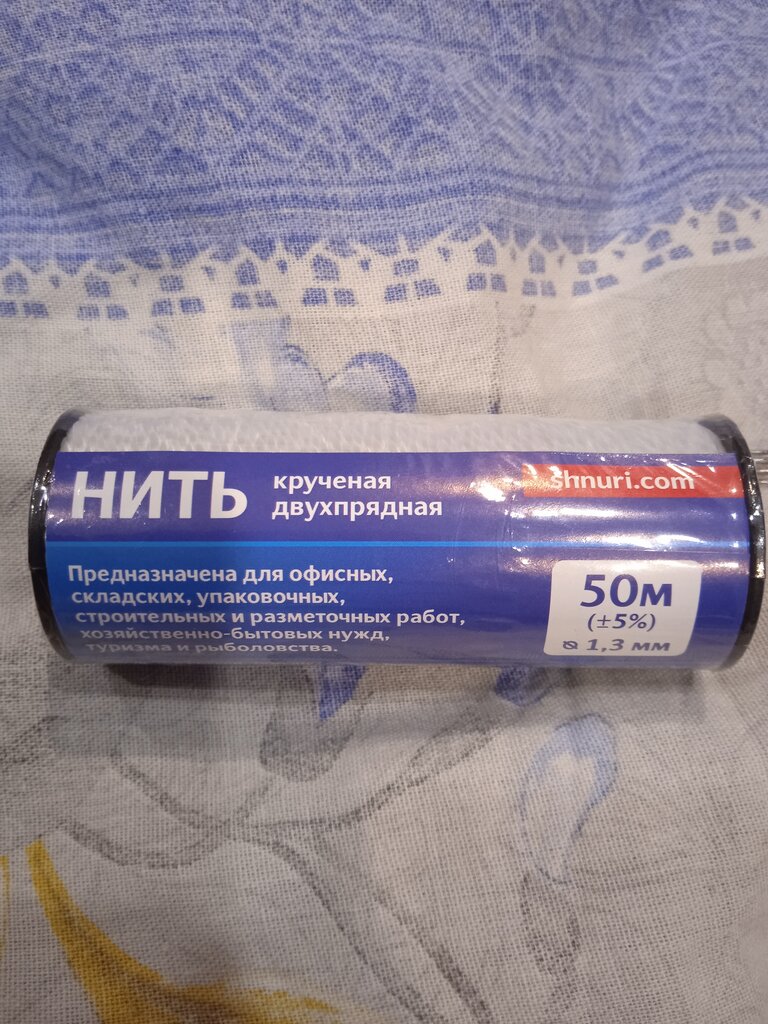 НИТЬ
крученая
двухпрядная
shnuri.com
Предназначена для офисных,
складских, упаковочных,
строительных и разметочных работ,
хозяйственно-бытовых нужд,
туризма и рыболовства.
50м
(±5%)
⌀ 1,3 мм